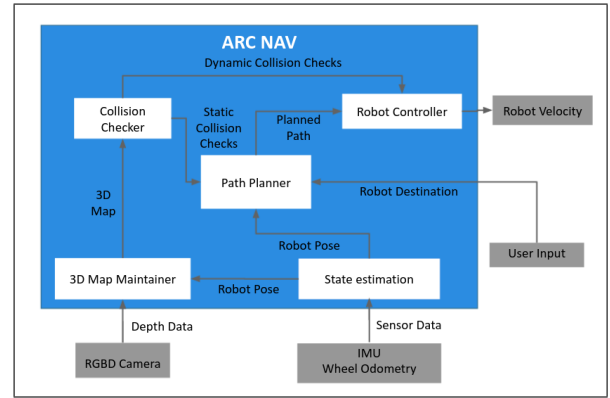 ARC NAV
Dynamic Collision Checks
Collision
Checker
Static
Collision
Checks
Planned
Path
Robot Controller
Robot Velocity
Path Planner
Robot Destination
3D
Map
Robot Pose
User Input
3D Map Maintainer
Robot Pose
State estimation
Depth Data
Sensor Data
RGBD Camera
IMU
Wheel Odometry